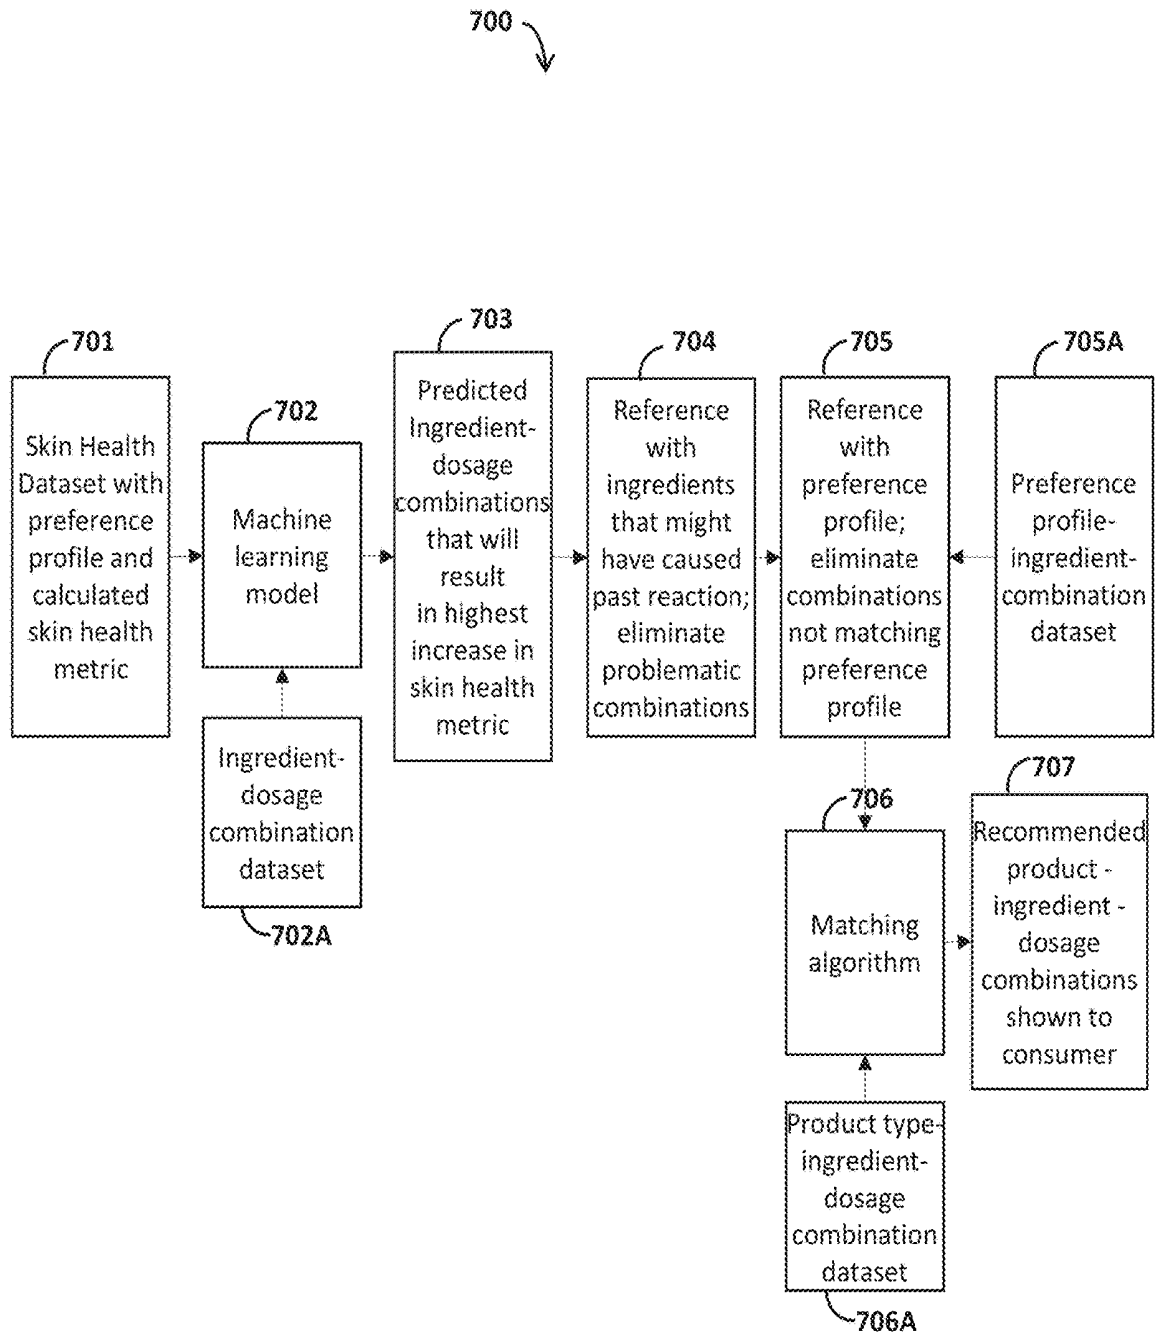 700
701
Skin Health
Dataset with
preference
profile and
calculated
skin health
metric
702
Machine
learning
model
Ingredient-
dosage
combination
dataset
702A
703
Predicted
Ingredient-
dosage
combinations
that will
result
in highest
increase in
skin health
metric
704
Reference
with
ingredients
that might
have caused
past reaction;
eliminate
problematic
combinations
705
Reference
with
preference
profile;
eliminate
combinations
not matching
preference
profile
705A
Preference
profile-
ingredient-
combination
dataset
706
Matching
algorithm
Product type-
ingredient-
dosage
combination
dataset
706A
707
Recommended
product -
ingredient -
dosage
combinations
shown to
consumer